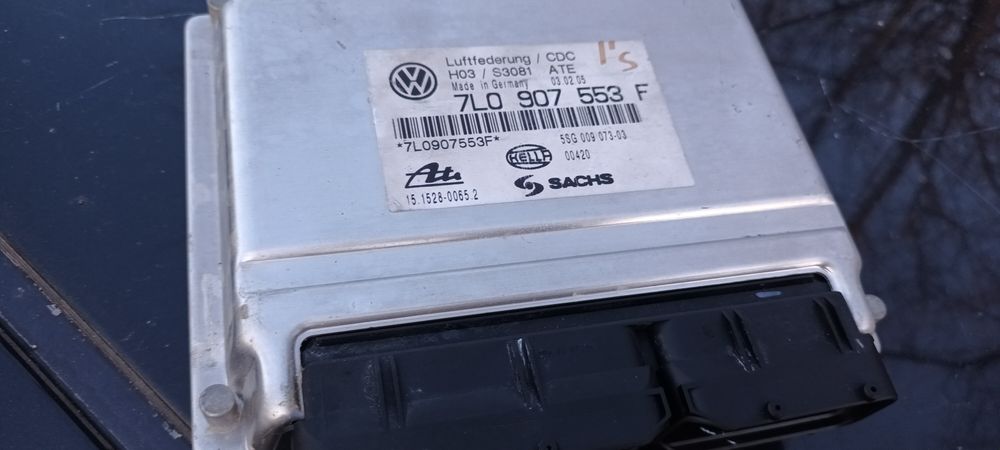 Luftfederung / CDC
H03 / S3081 ATE
Made in Germany 03.02.05
1's
VW
7L0 907 553 F
*7L0907553F*
5SG 009 073-03
HELLA
00420
Ate
SACHS
15.1528-0065.2